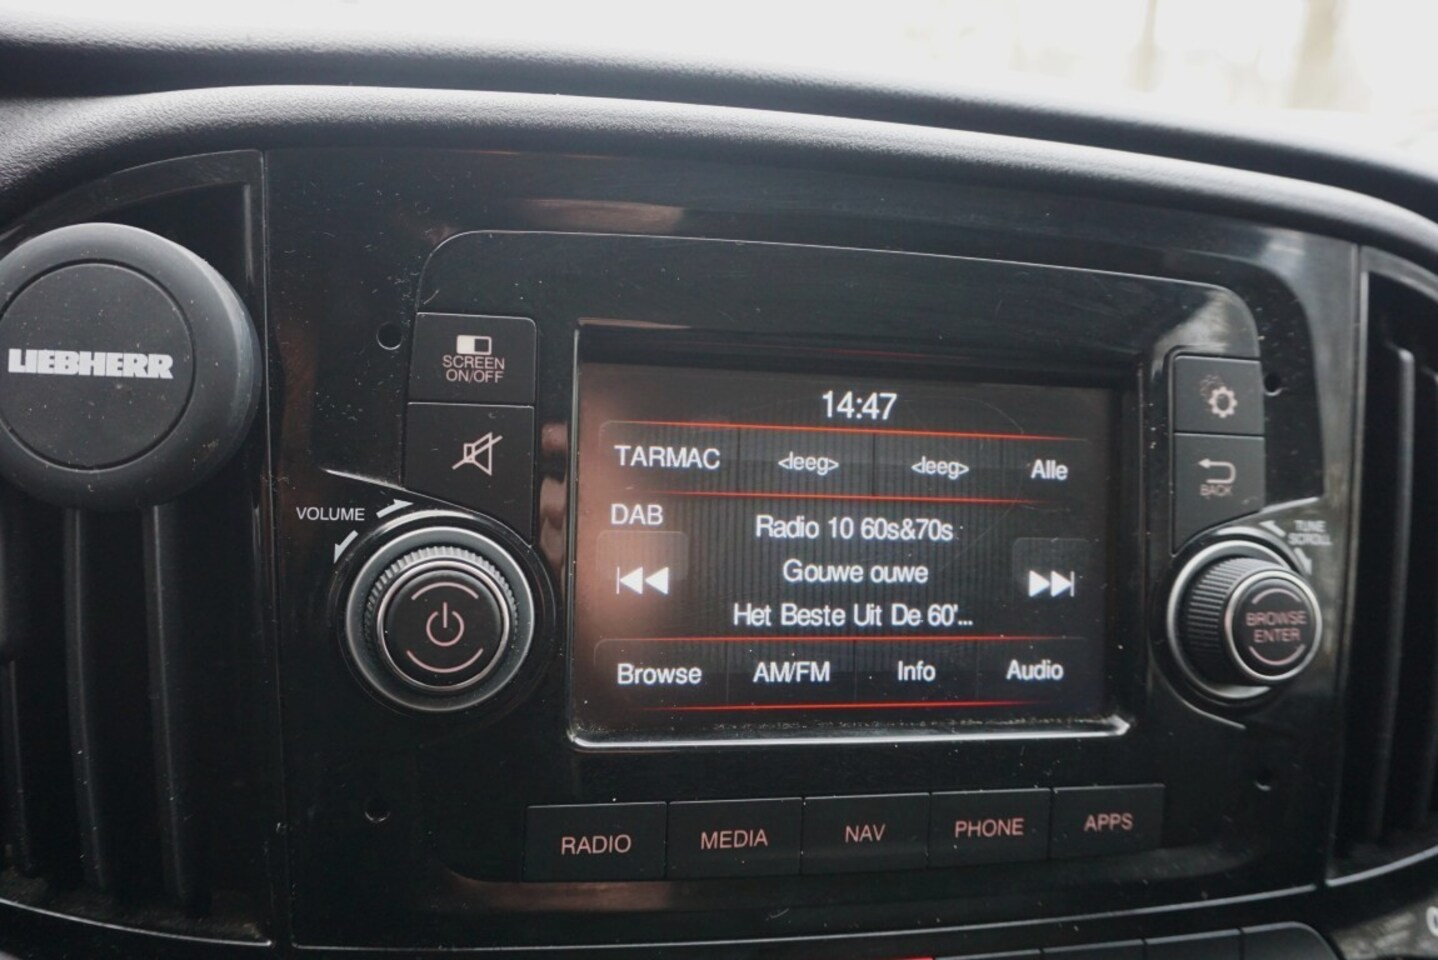 LIEBHERR
SCREEN
ON/OFF
VOLUME
14:47
TARMAC <leeg> <leeg> Alle
DAB
Radio 10 60s&70s
Gouwe ouwe
Het Beste Uit De 60'...
Browse AM/FM Info Audio
BACK
TUNE
SCROLL
BROWSE
ENTER
RADIO MEDIA NAV PHONE APPS